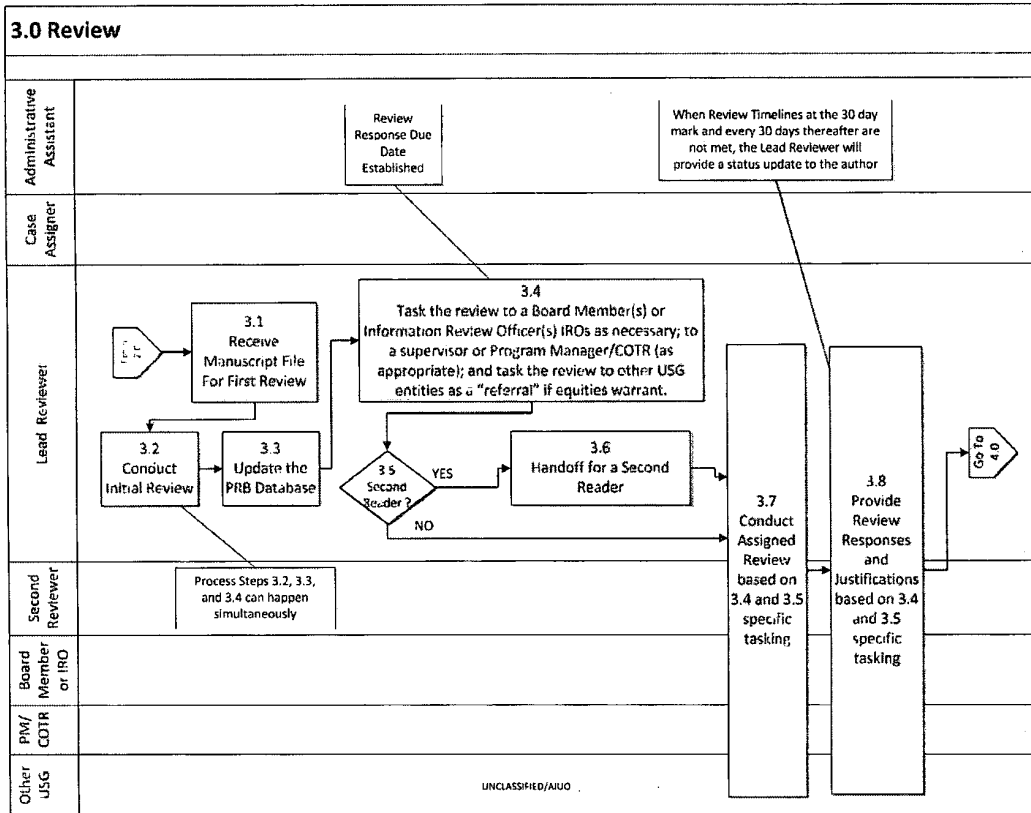 3.0 Review
Administrative
Assistant
Review
Response Due
Date
Established
When Review Timelines at the 30 day
mark and every 30 days thereafter are
not met, the Lead Reviewer will
provide a status update to the author
Case
Assigner
Lead Reviewer
From
3.1
Receive
Manuscript File
For First Review
3.4
Task the review to a Board Member(s) or
Information Review Officer(s) IROs as necessary; to
a supervisor or Program Manager/COTR (as
appropriate); and task the review to other USG
entities as a "referral" if equities warrant.
3.2
Conduct
Initial Review
3.3
Update the
PRB Database
3.5
Second
Reader ?
YES
NO
3.6
Handoff for a Second
Reader
3.7
Conduct
Assigned
Review
based on
3.4 and 3.5
specific
tasking
3.8
Provide
Review
Responses
and
Justifications
based on 3.4
and 3.5
specific
tasking
Go To
4.0
Second
Reviewer
Process Steps 3.2, 3.3,
and 3.4 can happen
simultaneously
Board
Member
or IRO
PM/
COTR
Other
USG
UNCLASSIFIED/AIUO